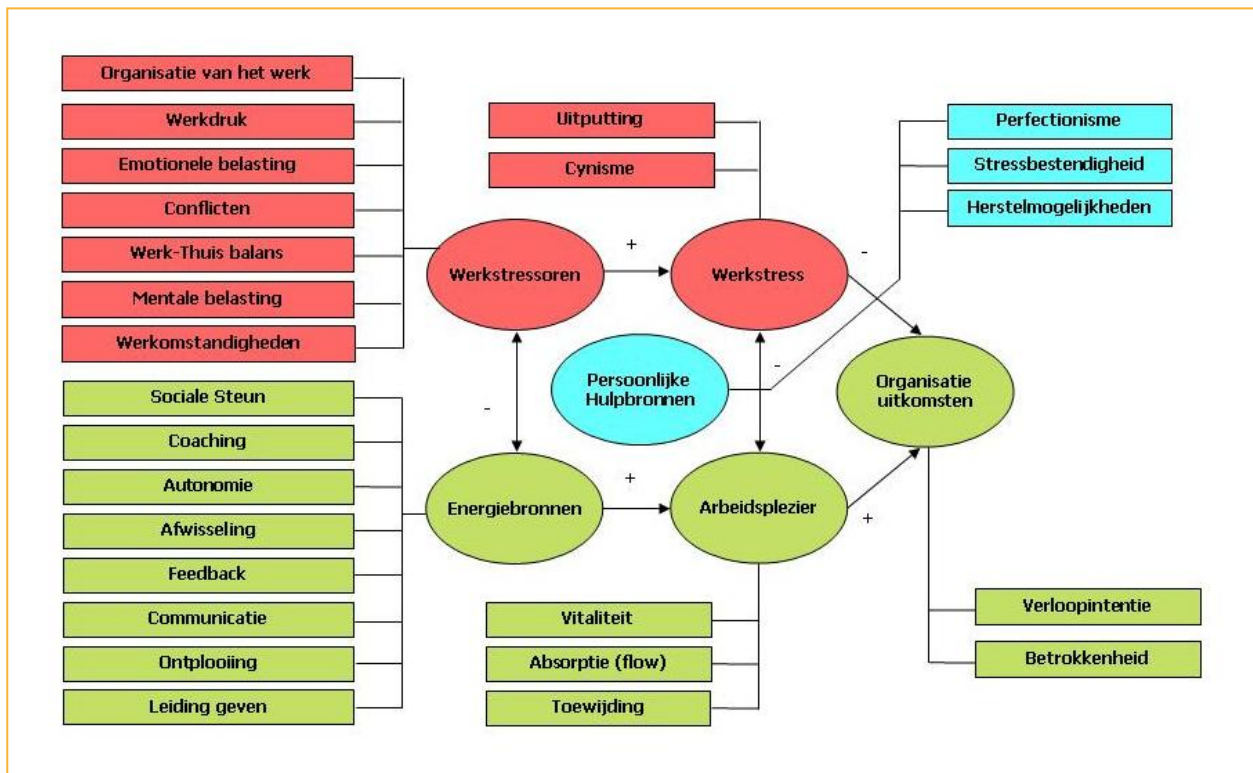 Organisatie van het werk
Werkdruk
Emotionele belasting
Conflicten
Werk-Thuis balans
Mentale belasting
Werkomstandigheden
Sociale Steun
Coaching
Autonomie
Afwisseling
Feedback
Communicatie
Ontplooiing
Leiding geven
Uitputting
Cynisme
Werkstressoren
+
Werkstress
-
Persoonlijke
Hulpbronnen
-
-
Energiebronnen
+
Arbeidsplezier
+
Organisatie
uitkomsten
Perfectionisme
Stressbestendigheid
Herstelmogelijkheden
Vitaliteit
Absorptie (flow)
Toewijding
Verloopintentie
Betrokkenheid